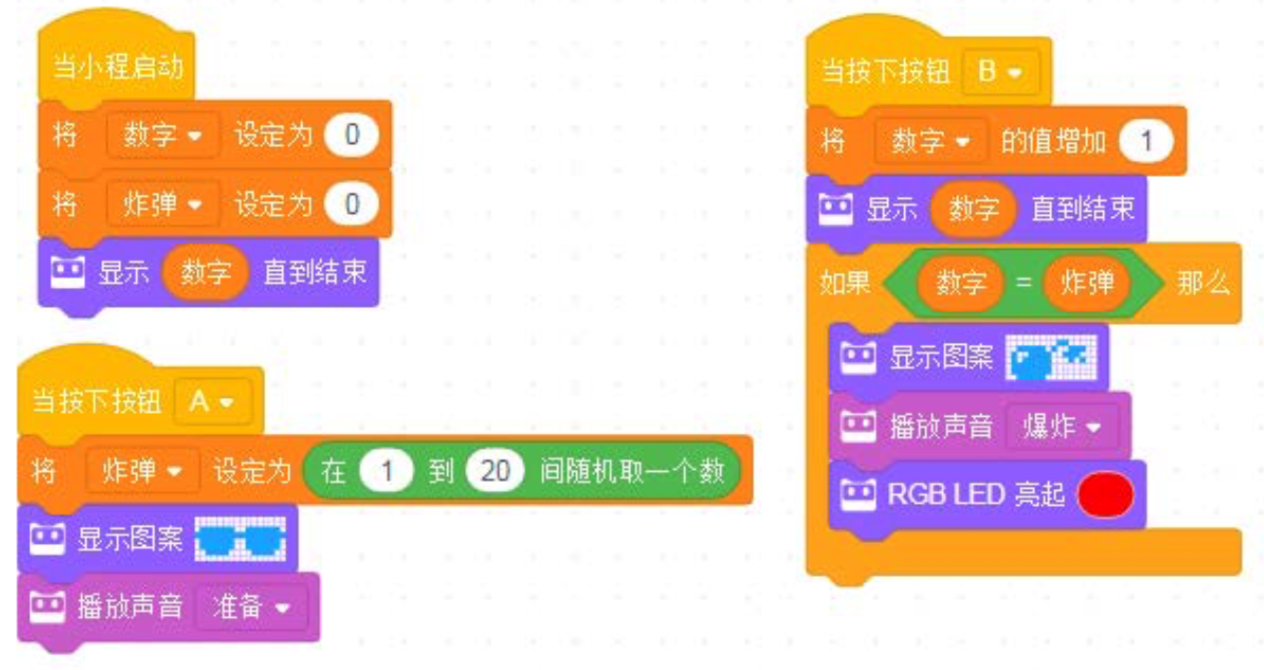 当小程启动
将 数字 设定为 0
将 炸弹 设定为 0
显示 数字 直到结束
当按下按钮 A
将 炸弹 设定为 在 1 到 20 间随机取一个数
显示图案
播放声音 准备
当按下按钮 B
将 数字 的值增加 1
显示 数字 直到结束
如果 数字 = 炸弹 那么
显示图案
播放声音 爆炸
RGB LED 亮起